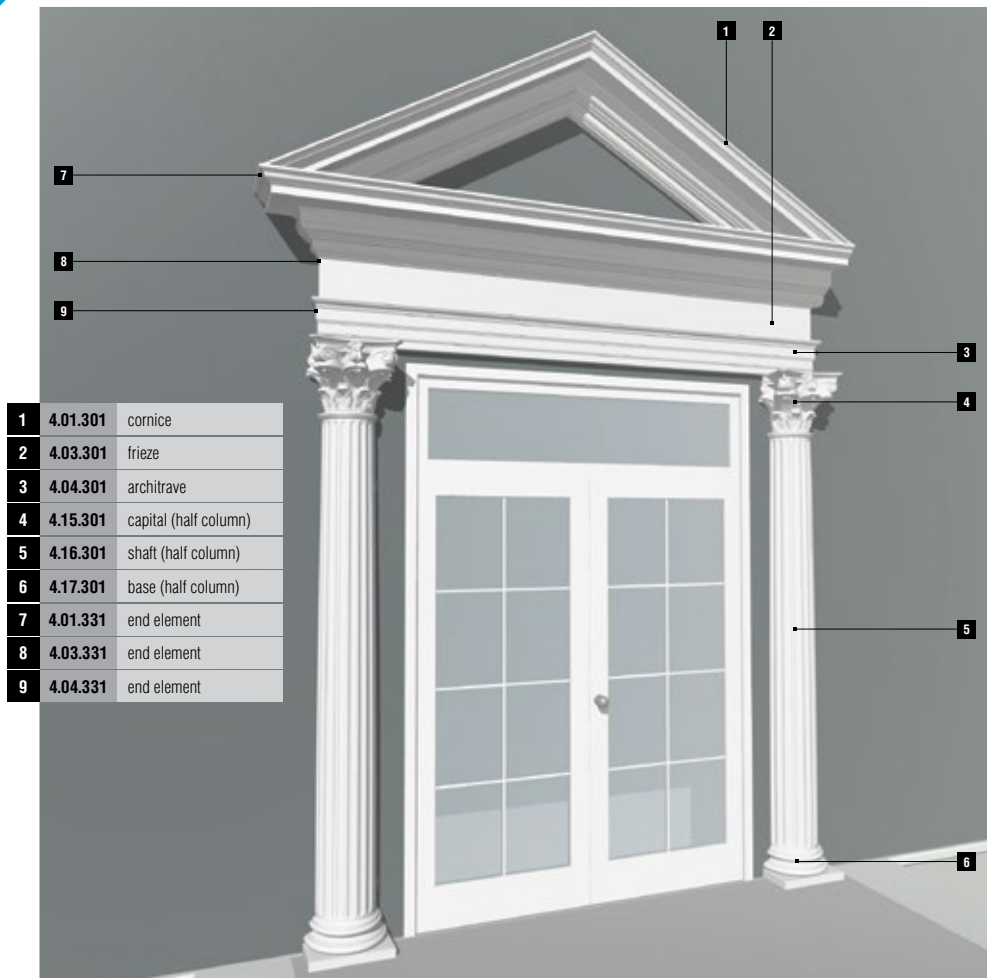 1 2
7
8
9
3
4
1 4.01.301 cornice
2 4.03.301 frieze
3 4.04.301 architrave
4 4.15.301 capital (half column)
5 4.16.301 shaft (half column)
6 4.17.301 base (half column)
7 4.01.331 end element
8 4.03.331 end element
9 4.04.331 end element
5
6